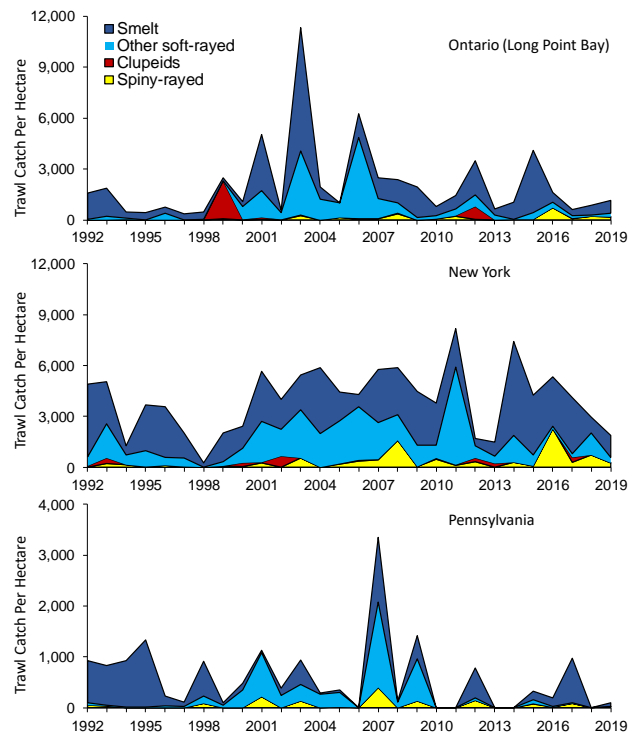 12,000
9,000
6,000
3,000
0
Trawl Catch Per Hectare
Smelt
Other soft-rayed
Clupeids
Spiny-rayed
Ontario (Long Point Bay)
1992 1995 1998 2001 2004 2007 2010 2013 2016 2019
12,000
9,000
6,000
3,000
0
Trawl Catch Per Hectare
New York
1992 1995 1998 2001 2004 2007 2010 2013 2016 2019
4,000
3,000
2,000
1,000
0
Trawl Catch Per Hectare
Pennsylvania
1992 1995 1998 2001 2004 2007 2010 2013 2016 2019